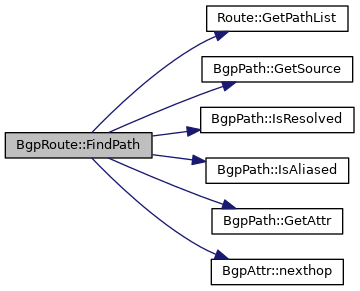 Route::GetPathList
BgpPath::GetSource
BgpPath::IsResolved
BgpRoute::FindPath
BgpPath::IsAliased
BgpPath::GetAttr
BgpAttr::nexthop